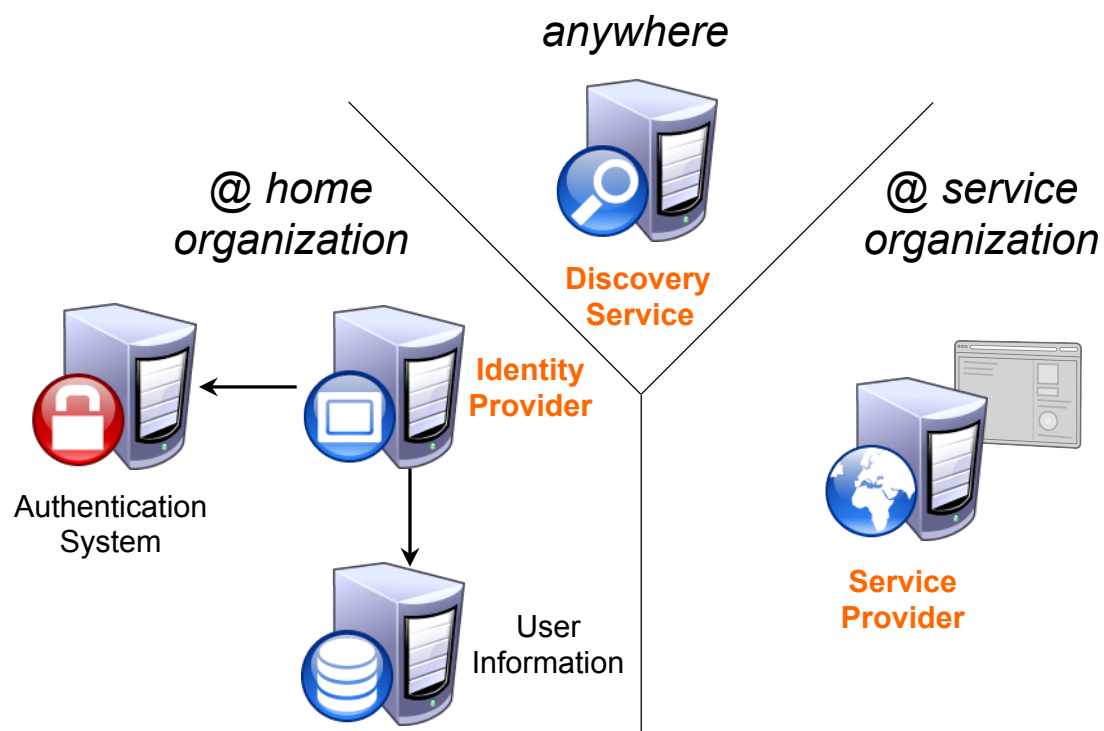 anywhere
@ home
organization
@ service
organization
Discovery
Service
Identity
Provider
Authentication
System
Service
Provider
User
Information